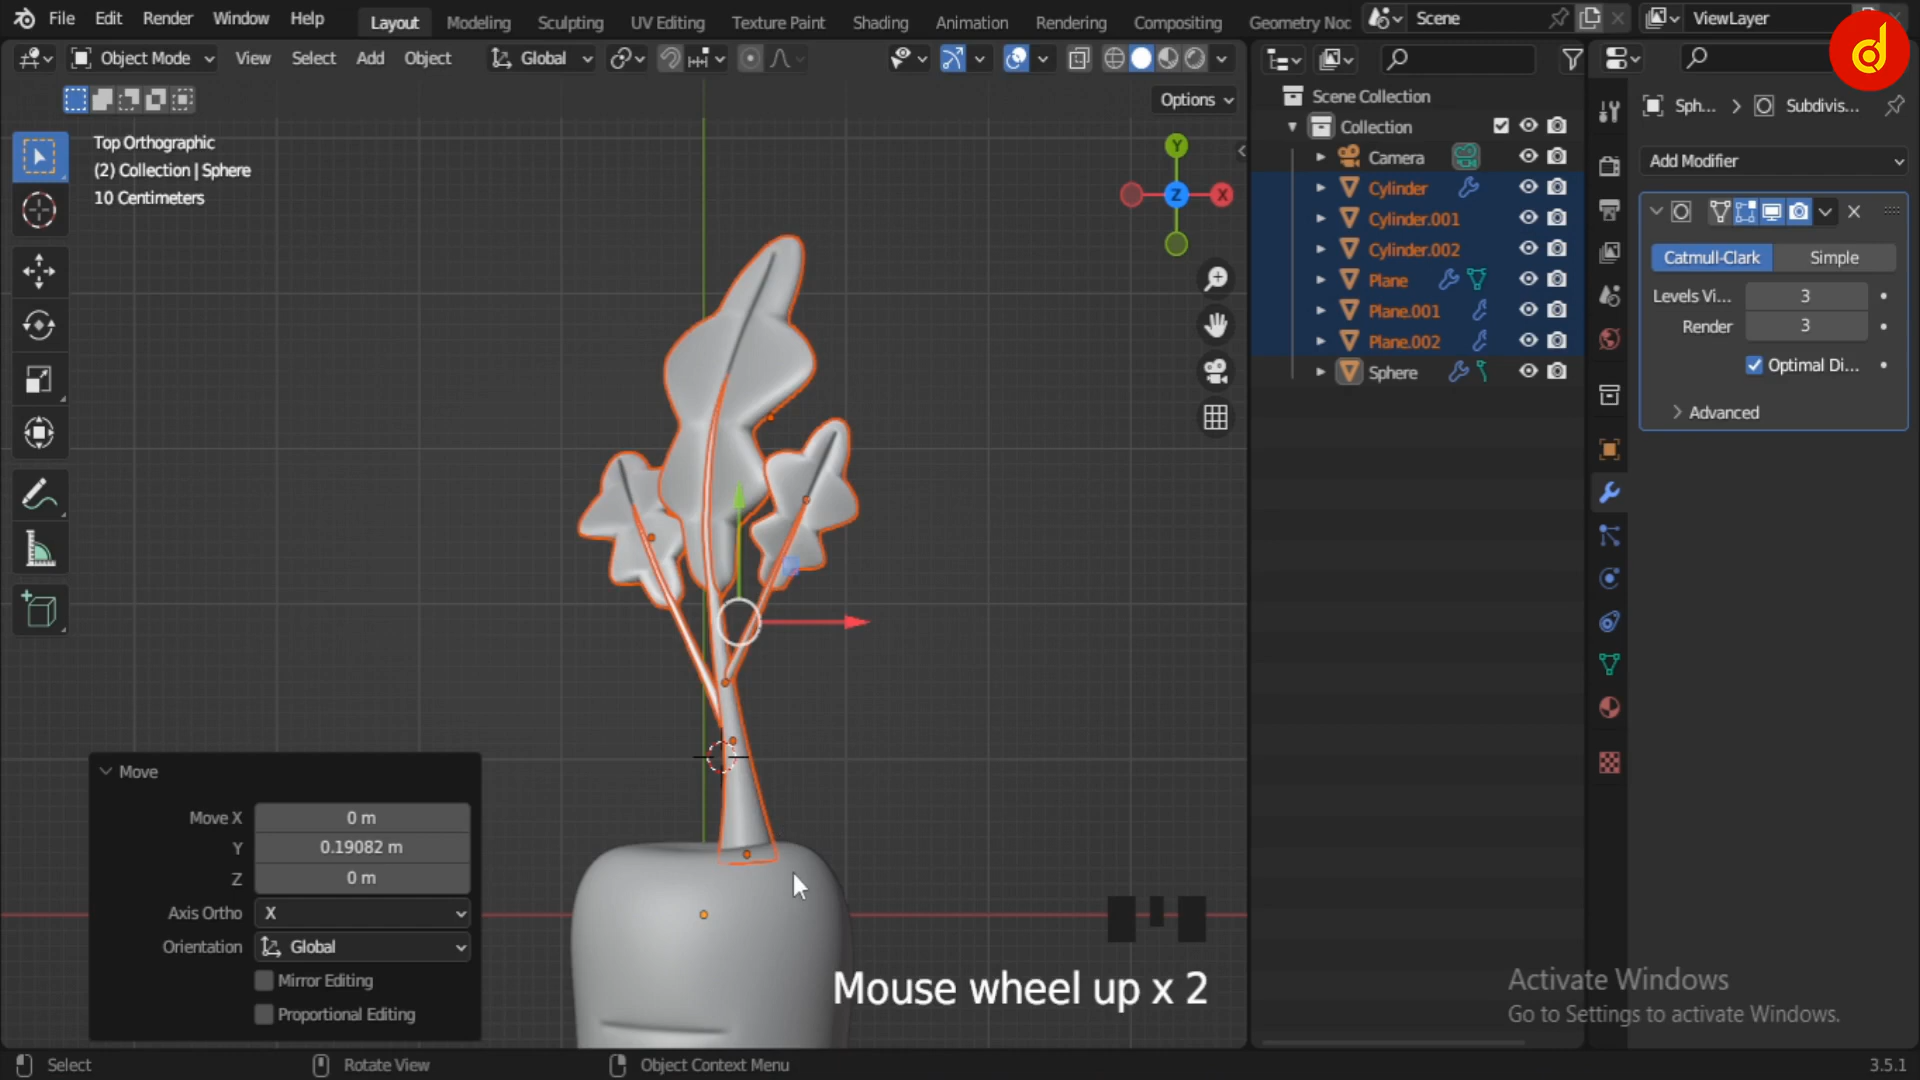 File Edit Render Window Help Layout Modeling Sculpting UV Editing Texture Paint Shading Animation Rendering Compositing Geometry Noc Scene ViewLayer
Object Mode View Select Add Object Global
Options
Top Orthographic
(2) Collection | Sphere
10 Centimeters
Y
Z
X
Scene Collection
Collection
Camera
Cylinder
Cylinder.001
Cylinder.002
Plane
Plane.001
Plane.002
Sphere
Sph... > Subdivis...
Add Modifier
Catmull-Clark Simple
Levels Vi... 3
Render 3
Optimal Di...
Advanced
Move
Move X 0 m
Y 0.19082 m
Z 0 m
Axis Ortho X
Orientation Global
Mirror Editing
Proportional Editing
Mouse wheel up x 2
Activate Windows
Go to Settings to activate Windows.
Select Rotate View Object Context Menu 3.5.1